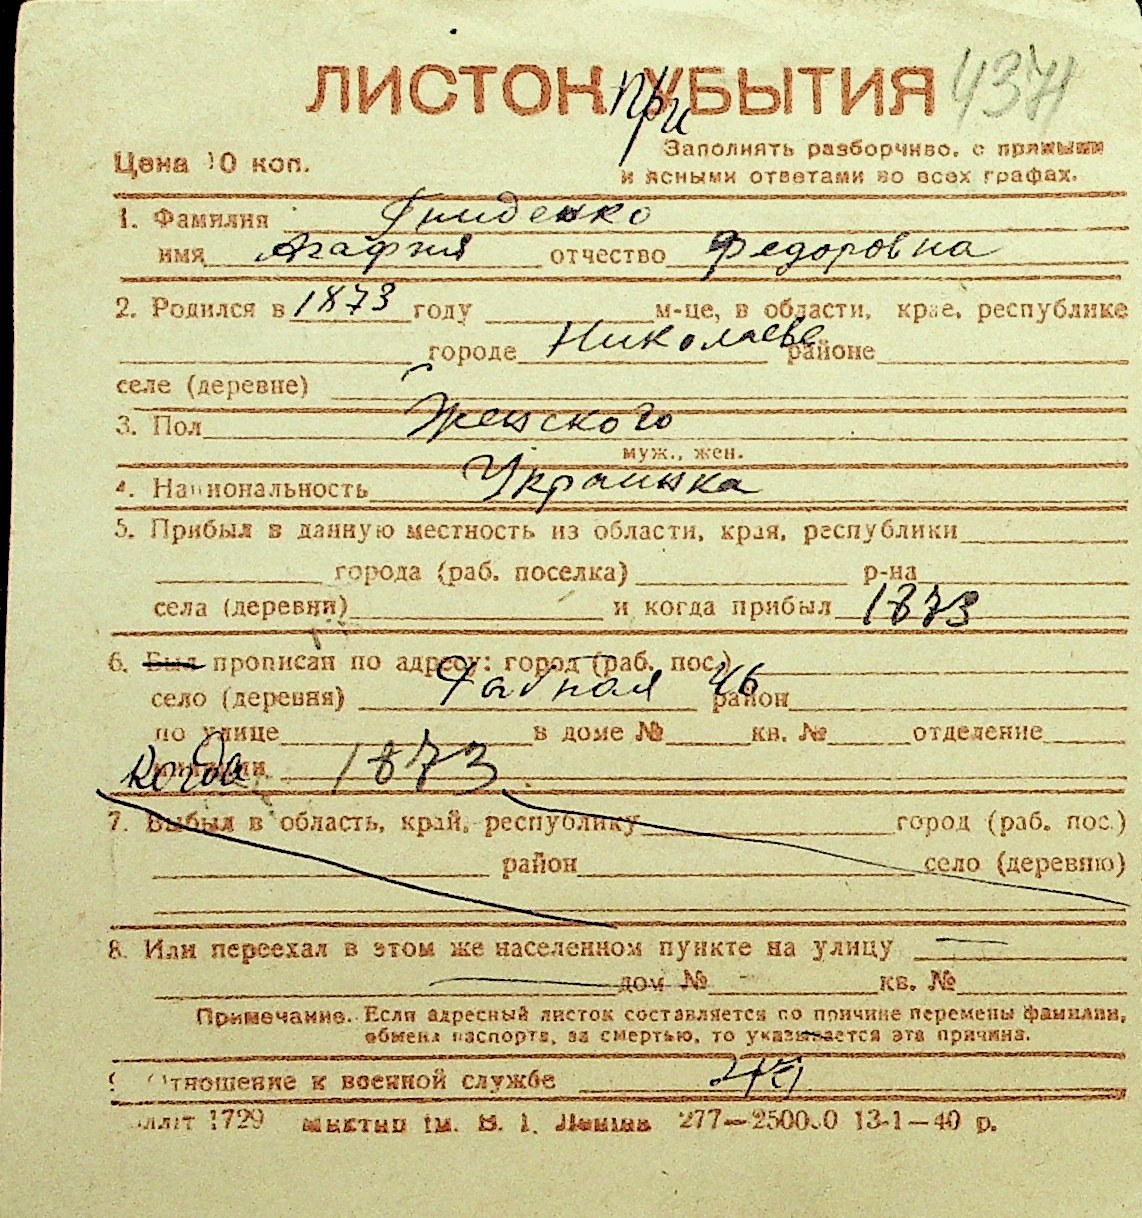 ЛИСТОК УБЫТИЯ
при
Цена 10 коп.
Заполнять разборчиво, с прямыми
и ясными ответами во всех графах.
1. Фамилия Гниденко
имя Агафия отчество Федоровна
2. Родился в 1873 году м-це, в области, крае, республике
городе Николаеве районе
селе (деревне)
3. Пол Женского
муж., жен.
4. Национальность Украинка
5. Прибыл в данную местность из области, края, республики
города (раб. поселка) р-на
села (деревни) и когда прибыл 1873
6. Был прописан по адресу: город (раб. пос.)
село (деревня) 46 район
по улице в доме № кв. № отделение
когда 1873
7. Выбыл в область, край, республику город (раб. пос.)
район село (деревню)
8. Или переехал в этом же населенном пункте на улицу
дом № кв. №
Примечание. Если адресный листок составляется по причине перемены фамилии,
обмена паспорта, за смертью, то указывается эта причина.
Отношение к военной службе
1729 ім. В. І. Леніна 13-1—40 р.